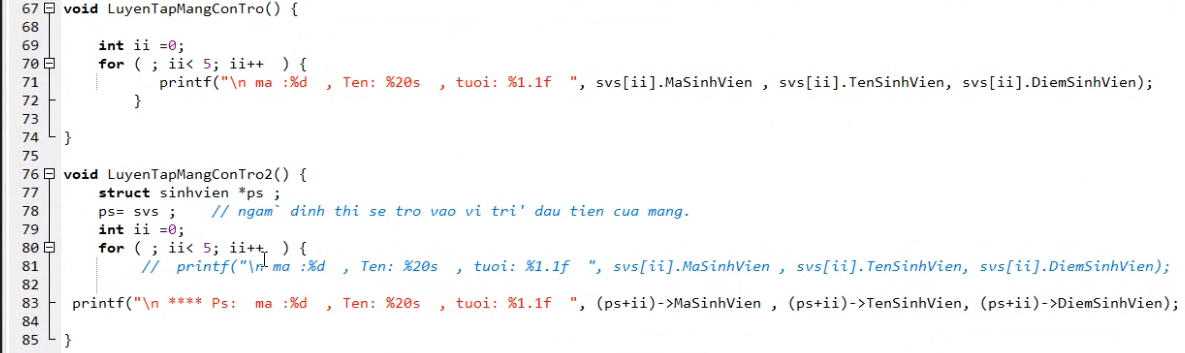 67 void LuyenTapMangConTro() {
68
69 int ii =0;
70 for ( ; ii< 5; ii++ ) {
71 printf("\n ma :%d , Ten: %20s , tuoi: %1.1f ", svs[ii].MaSinhVien , svs[ii].TenSinhVien, svs[ii].DiemSinhVien);
72 }
73
74 }
75
76 void LuyenTapMangConTro2() {
77 struct sinhvien *ps ;
78 ps= svs ; // ngam` dinh thi se tro vao vi tri' dau tien cua mang.
79 int ii =0;
80 for ( ; ii< 5; ii++ ) {
81 // printf("\n ma :%d , Ten: %20s , tuoi: %1.1f ", svs[ii].MaSinhVien , svs[ii].TenSinhVien, svs[ii].DiemSinhVien);
82
83 printf("\n **** Ps: ma :%d , Ten: %20s , tuoi: %1.1f ", (ps+ii)->MaSinhVien , (ps+ii)->TenSinhVien, (ps+ii)->DiemSinhVien);
84
85 }